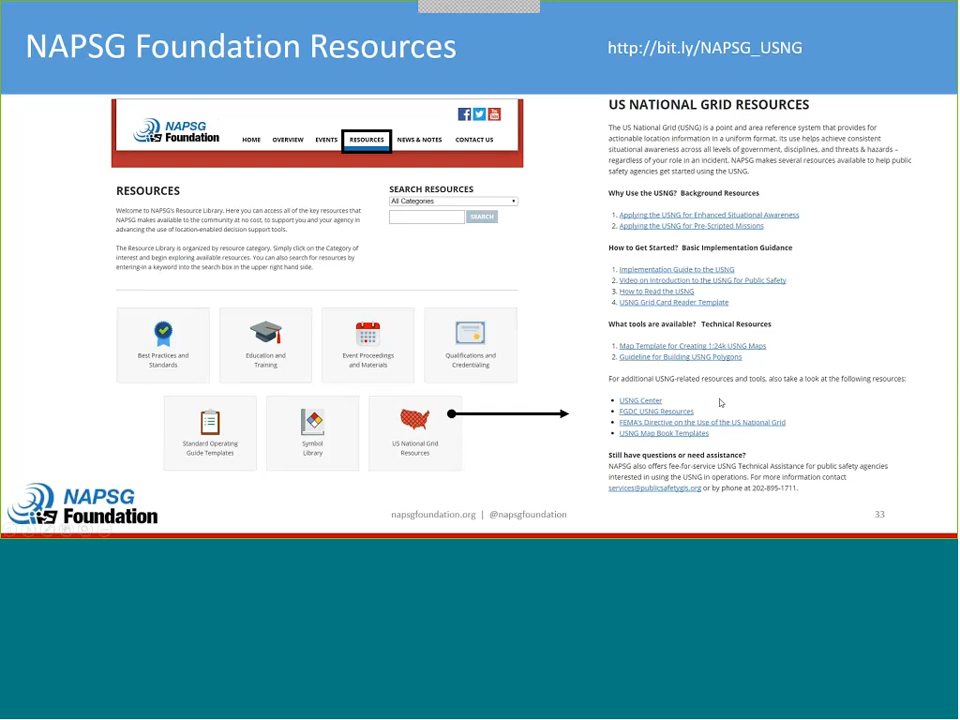 NAPSG Foundation Resources
http://bit.ly/NAPSG_USNG
NAPSG
Foundation
HOME OVERVIEW EVENTS RESOURCES NEWS & NOTES CONTACT US
RESOURCES
Welcome to NAPSG's Resource Library. Here you can access all of the key resources that
NAPSG makes available to the community at no cost, to support you and your agency in
advancing the use of location-enabled decision support tools.
The Resource Library is organized by resource category. Simply click on the Category of
interest and begin exploring available resources. You can also search for resources by
entering-in a keyword into the search box in the upper right hand side.
SEARCH RESOURCES
All Categories
SEARCH
Best Practices and
Standards
Education and
Training
Event Proceedings
and Materials
Qualifications and
Credentialing
Standard Operating
Guide Templates
Symbol
Library
US National Grid
Resources
US NATIONAL GRID RESOURCES
The US National Grid (USNG) is a point and area reference system that provides for
actionable location information in a uniform format. Its use helps achieve consistent
situational awareness across all levels of government, disciplines, and threats & hazards –
regardless of your role in an incident. NAPSG makes several resources available to help public
safety agencies get started using the USNG.
Why Use the USNG? Background Resources
1. Applying the USNG for Enhanced Situational Awareness
2. Applying the USNG for Pre-Scripted Missions
How to Get Started? Basic Implementation Guidance
1. Implementation Guide to the USNG
2. Video on Introduction to the USNG for Public Safety
3. How to Read the USNG
4. USNG Grid Card Reader Template
What tools are available? Technical Resources
1. Map Template for Creating 1:24k USNG Maps
2. Guideline for Building USNG Polygons
For additional USNG-related resources and tools, also take a look at the following resources:
• USNG Center
• FGDC USNG Resources
• FEMA's Directive on the Use of the US National Grid
• USNG Map Book Templates
Still have questions or need assistance?
NAPSG also offers fee-for-service USNG Technical Assistance for public safety agencies
interested in using the USNG in operations. For more information contact
services@publicsafetygis.org or by phone at 202-895-1711.
NAPSG
Foundation
napsgfoundation.org | @napsgfoundation
33